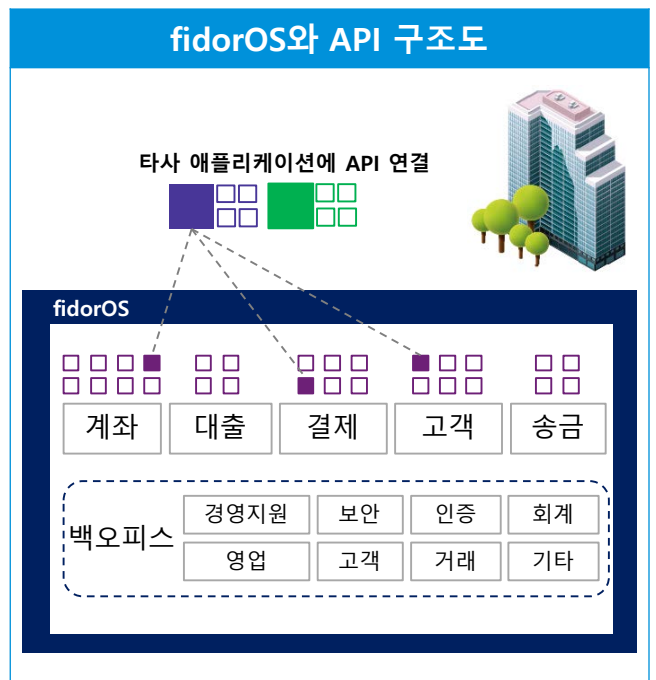 fidorOS와 API 구조도
타사 애플리케이션에 API 연결
fidorOS
계좌 대출 결제 고객 송금
백오피스
경영지원 보안 인증 회계
영업 고객 거래 기타